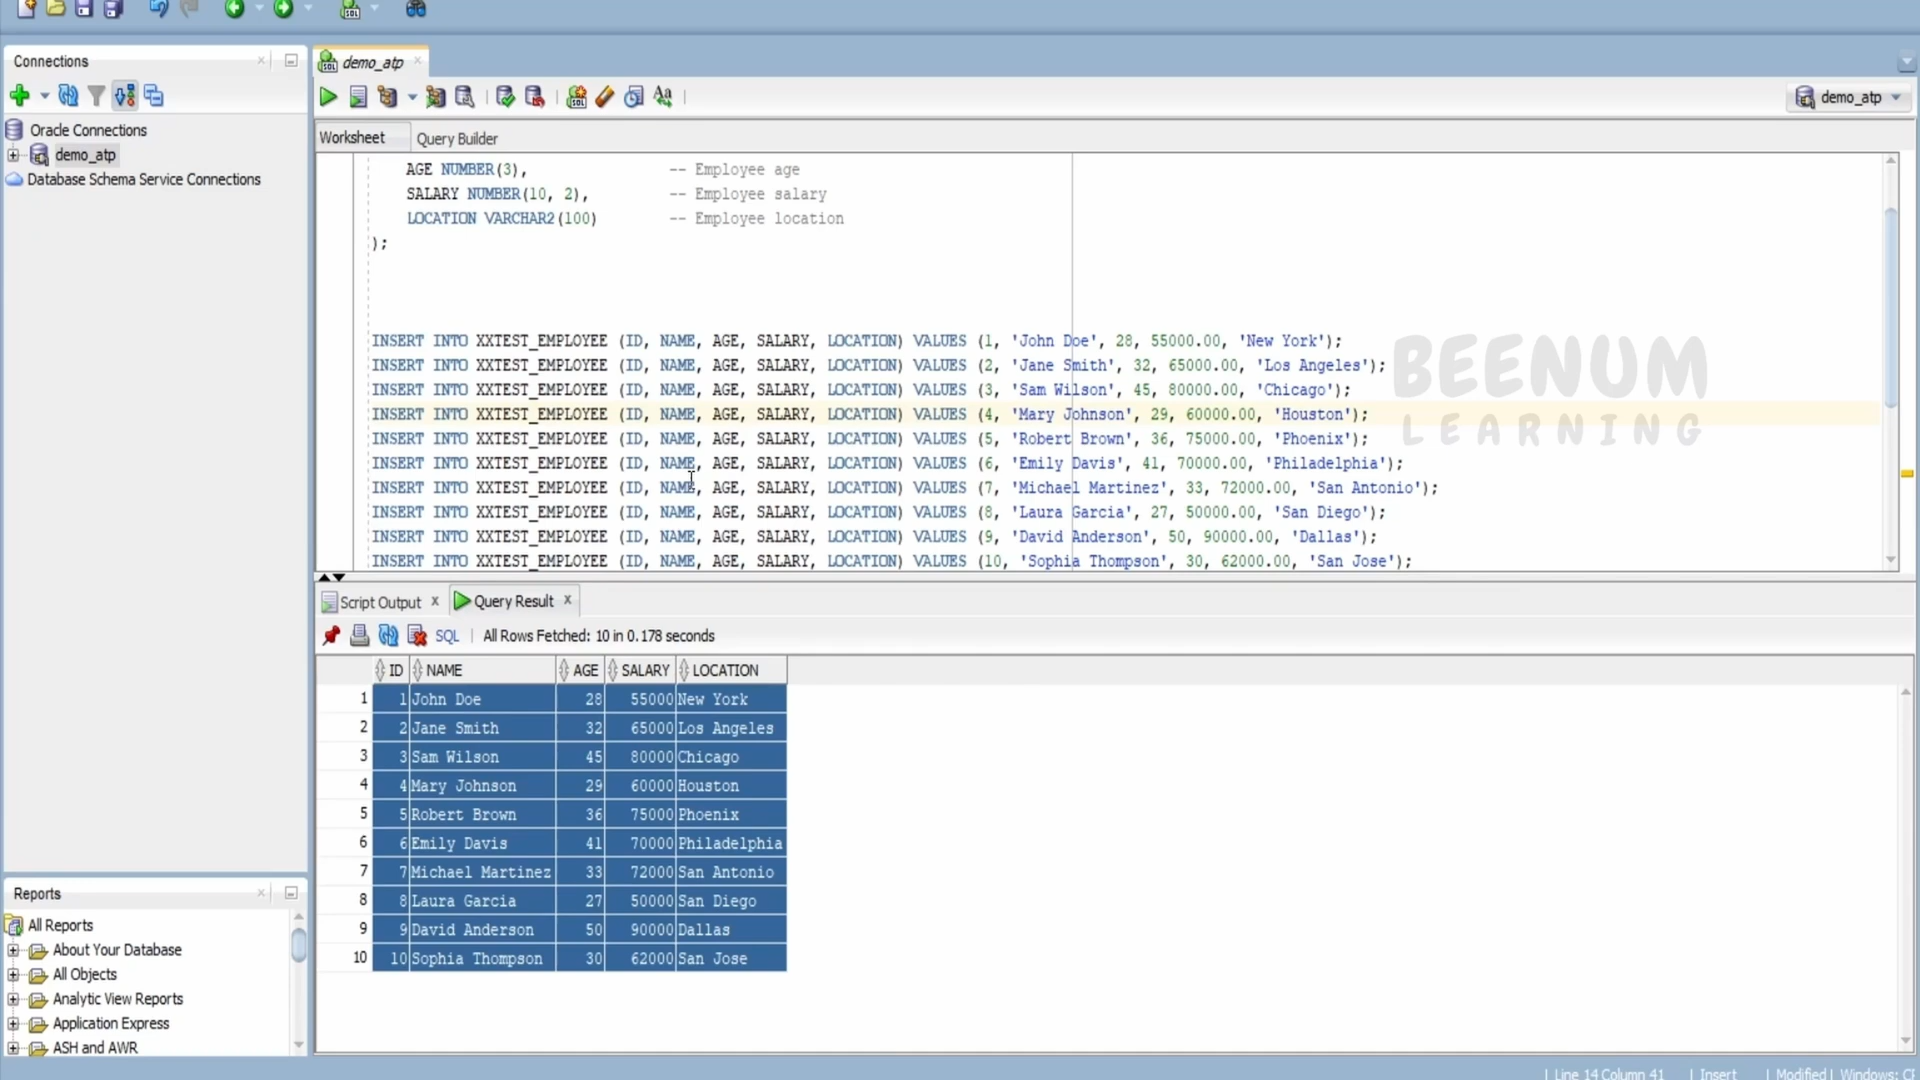 Connections
demo_atp
demo_atp
Oracle Connections
demo_atp
Database Schema Service Connections
Worksheet
Query Builder
AGE NUMBER(3), -- Employee age
SALARY NUMBER(10, 2), -- Employee salary
LOCATION VARCHAR2(100) -- Employee location
);
INSERT INTO XXTEST_EMPLOYEE (ID, NAME, AGE, SALARY, LOCATION) VALUES (1, 'John Doe', 28, 55000.00, 'New York');
INSERT INTO XXTEST_EMPLOYEE (ID, NAME, AGE, SALARY, LOCATION) VALUES (2, 'Jane Smith', 32, 65000.00, 'Los Angeles');
INSERT INTO XXTEST_EMPLOYEE (ID, NAME, AGE, SALARY, LOCATION) VALUES (3, 'Sam Wilson', 45, 80000.00, 'Chicago');
INSERT INTO XXTEST_EMPLOYEE (ID, NAME, AGE, SALARY, LOCATION) VALUES (4, 'Mary Johnson', 29, 60000.00, 'Houston');
INSERT INTO XXTEST_EMPLOYEE (ID, NAME, AGE, SALARY, LOCATION) VALUES (5, 'Robert Brown', 36, 75000.00, 'Phoenix');
INSERT INTO XXTEST_EMPLOYEE (ID, NAME, AGE, SALARY, LOCATION) VALUES (6, 'Emily Davis', 41, 70000.00, 'Philadelphia');
INSERT INTO XXTEST_EMPLOYEE (ID, NAME, AGE, SALARY, LOCATION) VALUES (7, 'Michael Martinez', 33, 72000.00, 'San Antonio');
INSERT INTO XXTEST_EMPLOYEE (ID, NAME, AGE, SALARY, LOCATION) VALUES (8, 'Laura Garcia', 27, 50000.00, 'San Diego');
INSERT INTO XXTEST_EMPLOYEE (ID, NAME, AGE, SALARY, LOCATION) VALUES (9, 'David Anderson', 50, 90000.00, 'Dallas');
INSERT INTO XXTEST_EMPLOYEE (ID, NAME, AGE, SALARY, LOCATION) VALUES (10, 'Sophia Thompson', 30, 62000.00, 'San Jose');
BEENUM
LEARNING
Script Output x Query Result x
SQL | All Rows Fetched: 10 in 0.178 seconds
ID NAME AGE SALARY LOCATION
1 1 John Doe 28 55000 New York
2 2 Jane Smith 32 65000 Los Angeles
3 3 Sam Wilson 45 80000 Chicago
4 4 Mary Johnson 29 60000 Houston
5 5 Robert Brown 36 75000 Phoenix
6 6 Emily Davis 41 70000 Philadelphia
7 7 Michael Martinez 33 72000 San Antonio
8 8 Laura Garcia 27 50000 San Diego
9 9 David Anderson 50 90000 Dallas
10 10 Sophia Thompson 30 62000 San Jose
Reports
All Reports
About Your Database
All Objects
Analytic View Reports
Application Express
ASH and AWR
| Line 14 Column 41 | Insert | Modified | Windows: